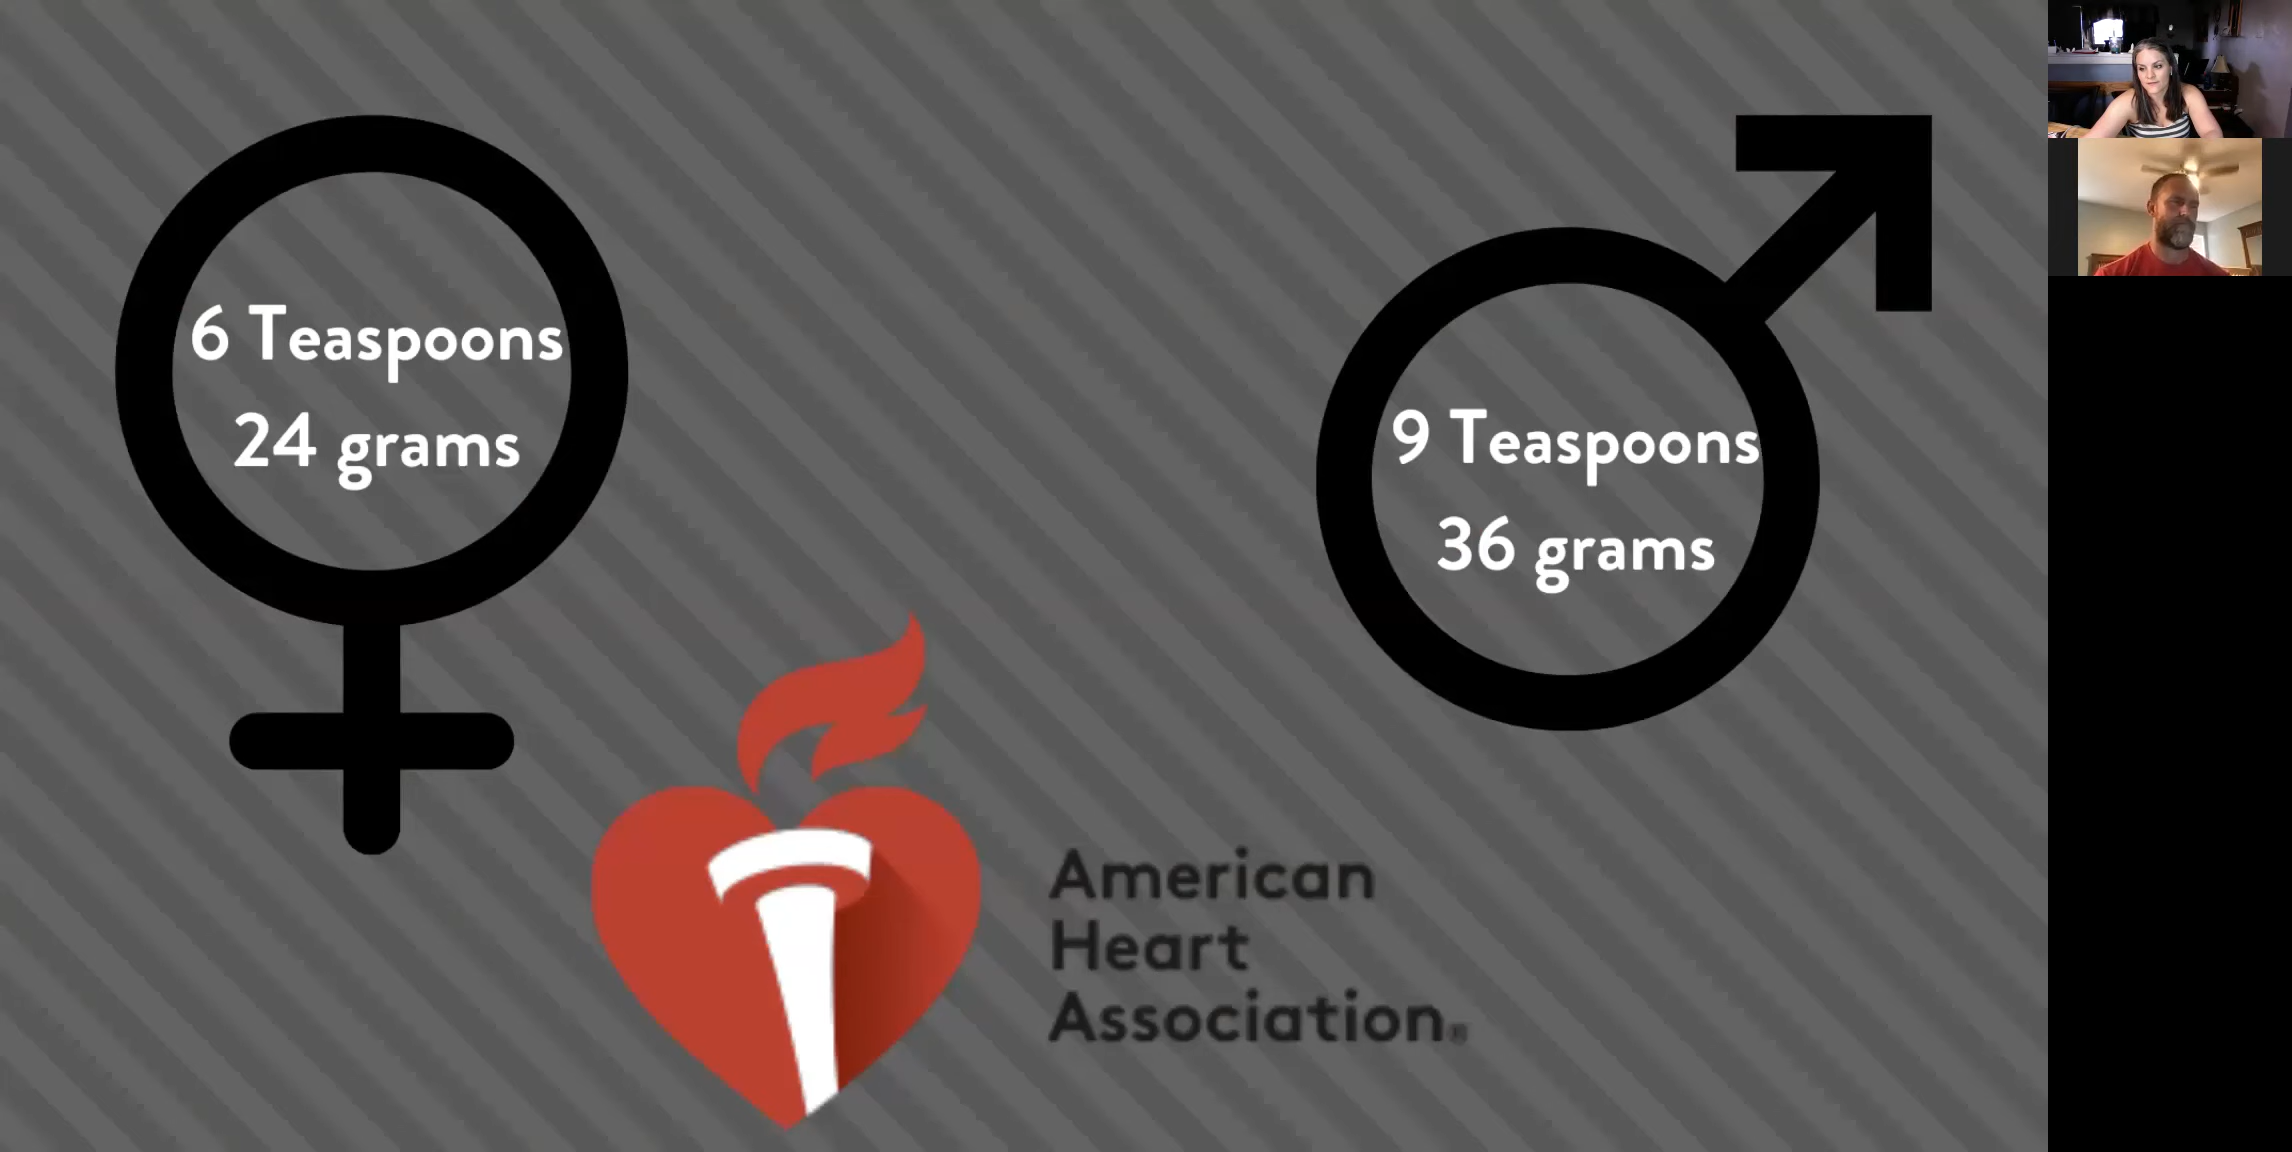 6 Teaspoons
24 grams
9 Teaspoons
36 grams
American
Heart
Association®